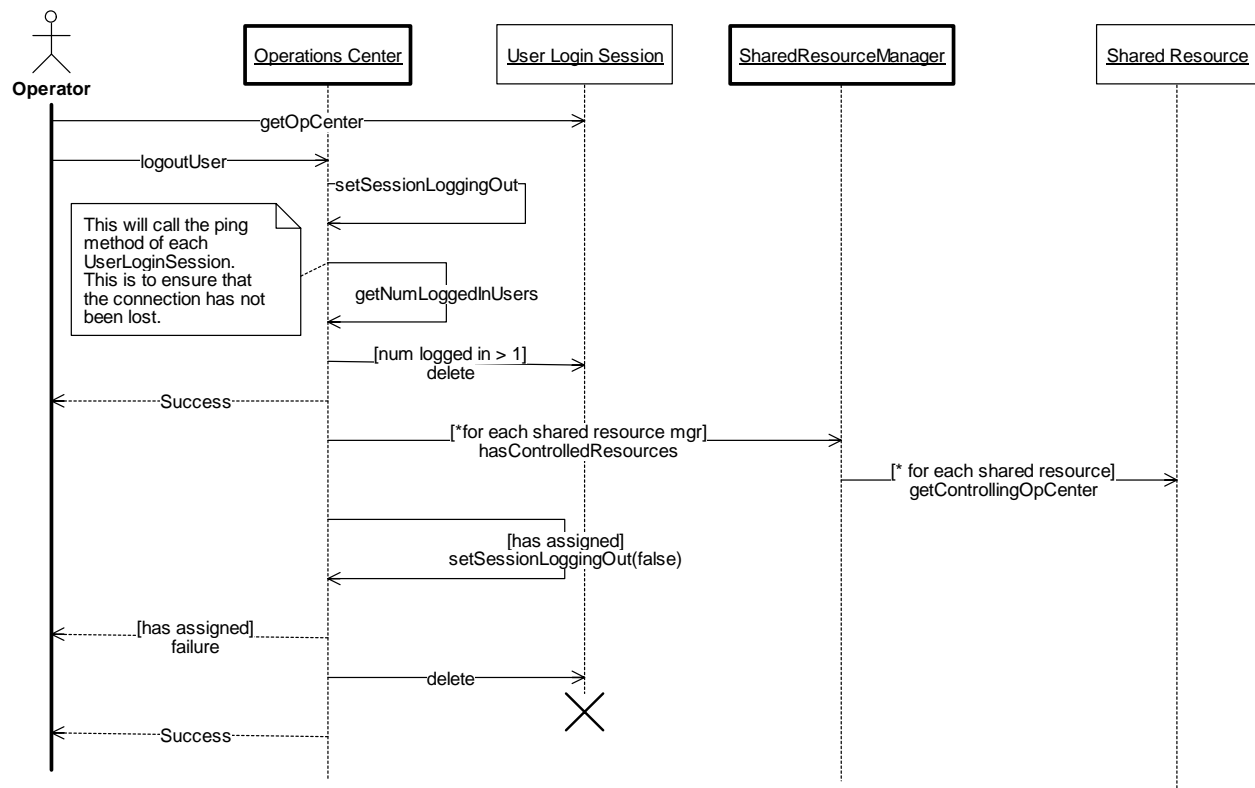 Operator
Operations Center
User Login Session
SharedResourceManager
Shared Resource
getOpCenter
logoutUser
setSessionLoggingOut
This will call the ping
method of each
UserLoginSession.
This is to ensure that
the connection has not
been lost.
getNumLoggedInUsers
[num logged in > 1]
delete
Success
[*for each shared resource mgr]
hasControlledResources
[* for each shared resource]
getControllingOpCenter
[has assigned]
setSessionLoggingOut(false)
[has assigned]
failure
delete
Success